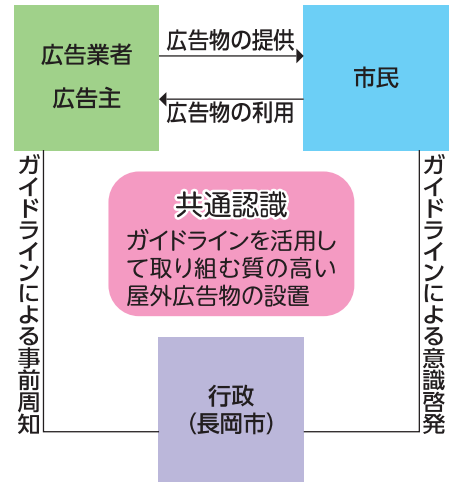 広告業者
広告主
広告物の提供
広告物の利用
市民
ガイドラインによる事前周知
共通認識
ガイドラインを活用し
て取り組む質の高い
屋外広告物の設置
ガイドラインによる意識啓発
行政
（長岡市）